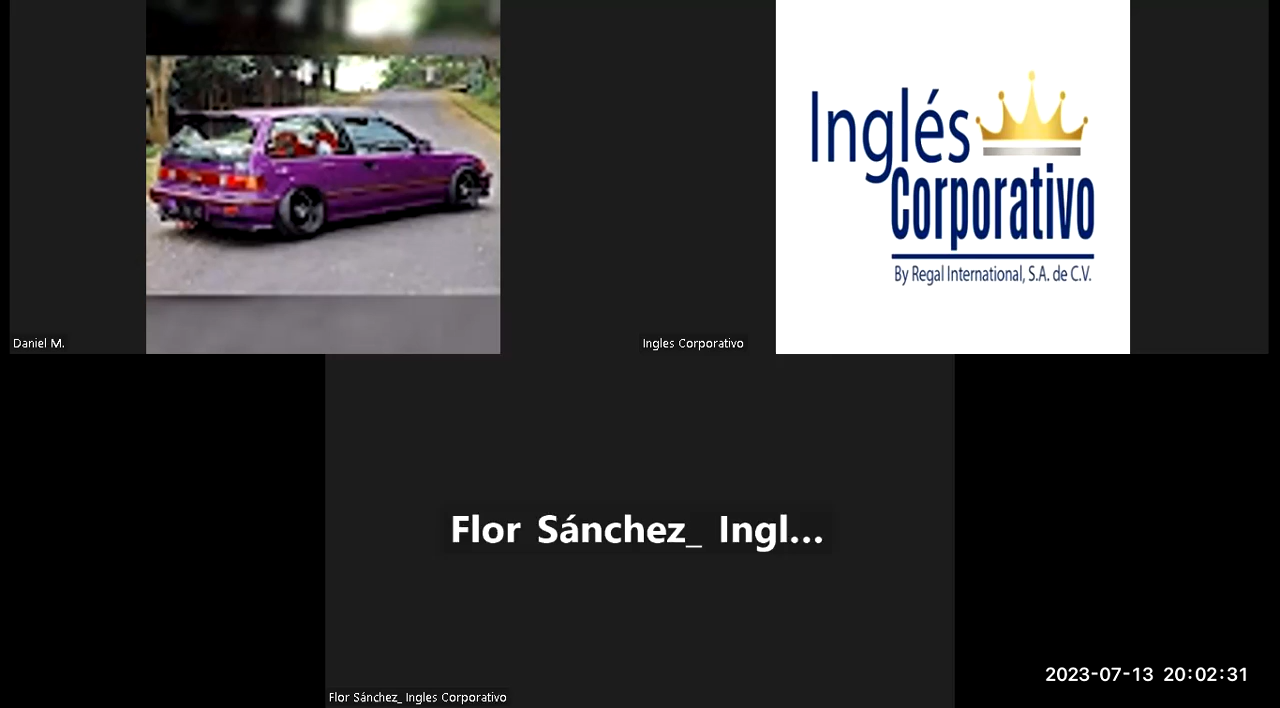 Inglés
Corporativo
By Regal International, S.A. de C.V.
Daniel M.
Ingles Corporativo
Flor Sánchez_ Ingl...
Flor Sánchez_ Ingles Corporativo
2023-07-13 20:02:31